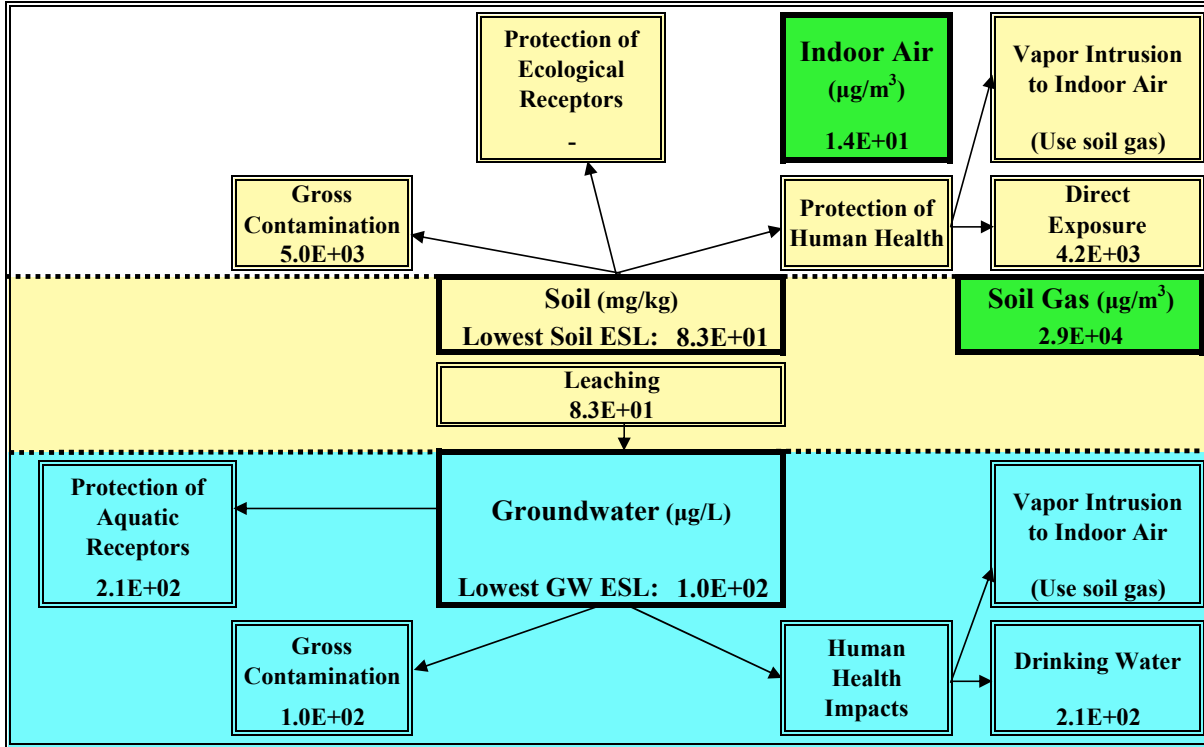 Protection of
Ecological
Receptors
-
Indoor Air
(µg/m³)
1.4E+01
Vapor Intrusion
to Indoor Air
(Use soil gas)
Gross
Contamination
5.0E+03
Protection of
Human Health
Direct
Exposure
4.2E+03
Soil (mg/kg)
Lowest Soil ESL: 8.3E+01
Soil Gas (µg/m³)
2.9E+04
Leaching
8.3E+01
Protection of
Aquatic
Receptors
2.1E+02
Groundwater (µg/L)
Lowest GW ESL: 1.0E+02
Vapor Intrusion
to Indoor Air
(Use soil gas)
Gross
Contamination
1.0E+02
Human
Health
Impacts
Drinking Water
2.1E+02